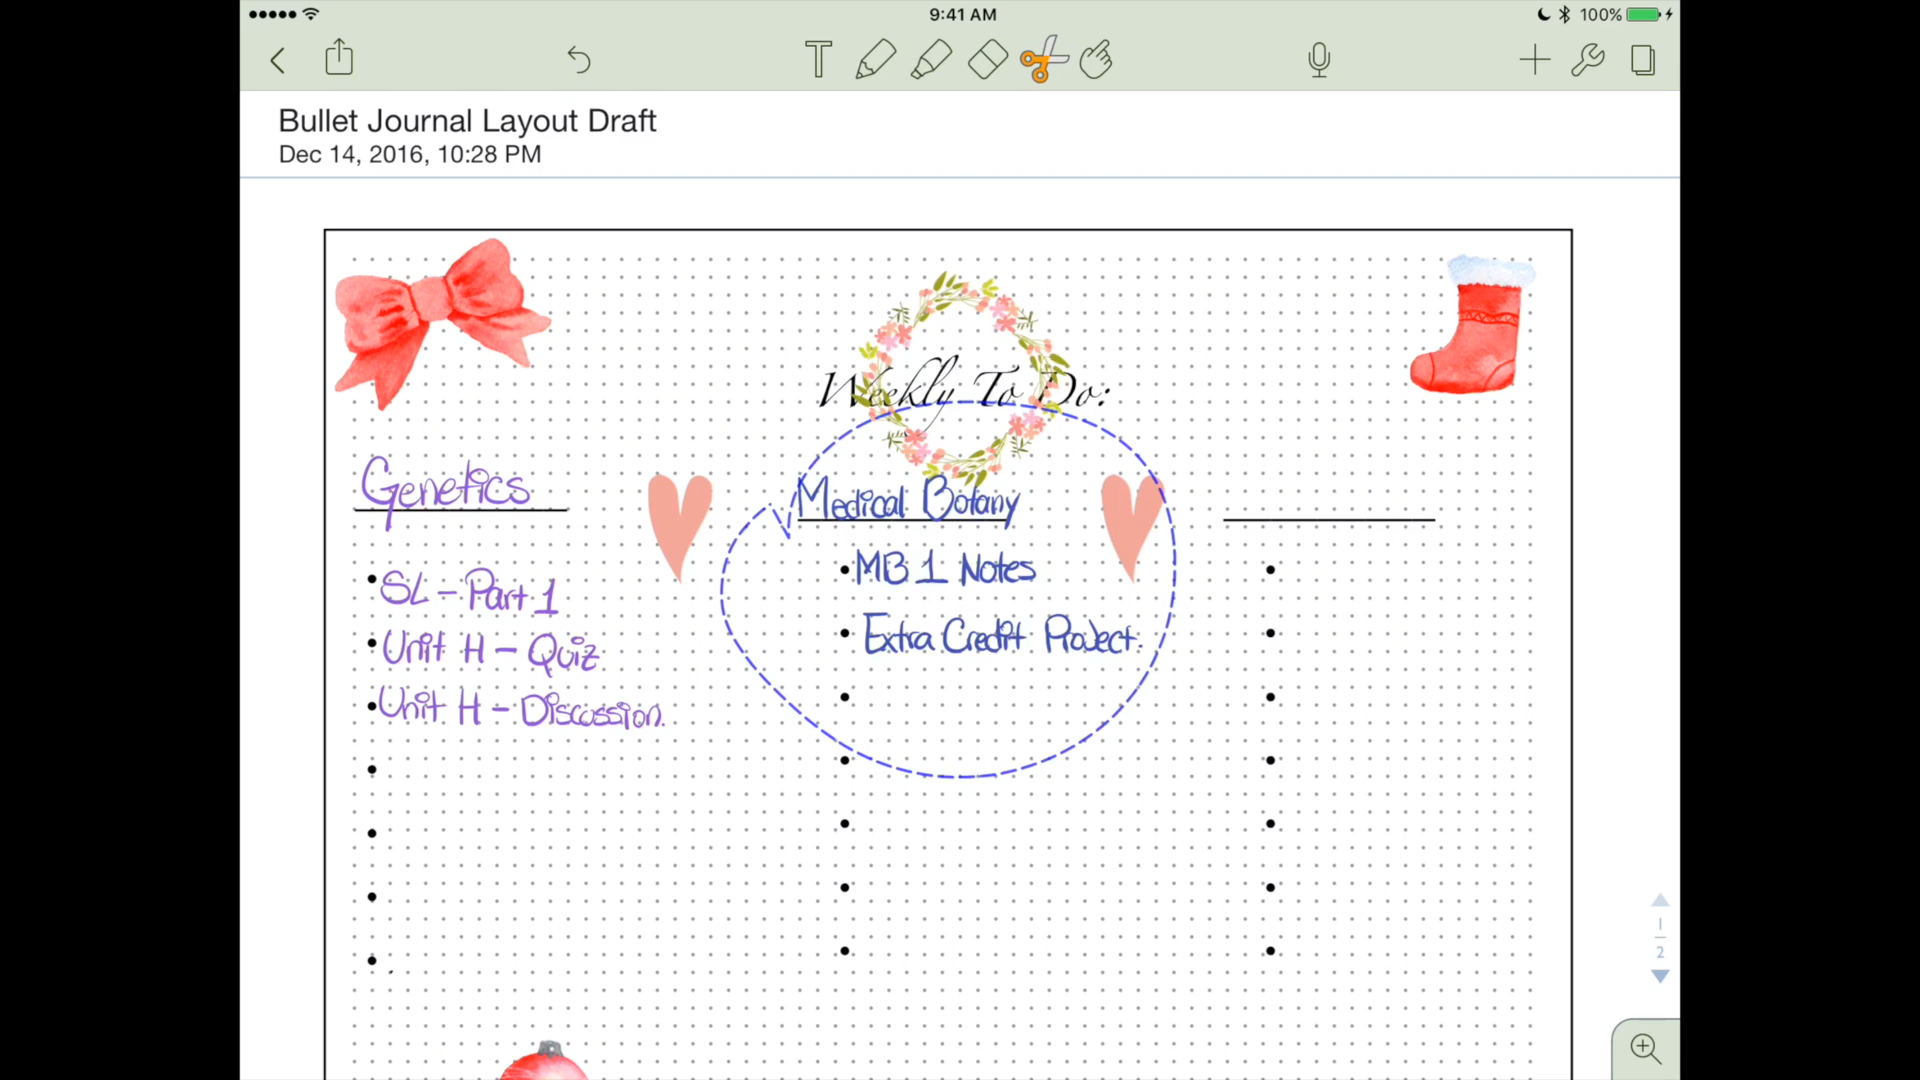 9:41 AM
100%
T
Bullet Journal Layout Draft
Dec 14, 2016, 10:28 PM
Weekly To Do:
Genetics
• SL - Part 1
• Unit H - Quiz.
• Unit H - Discussion.
Medical Botany
• MB 1 Notes
• Extra Credit Project.
1
2